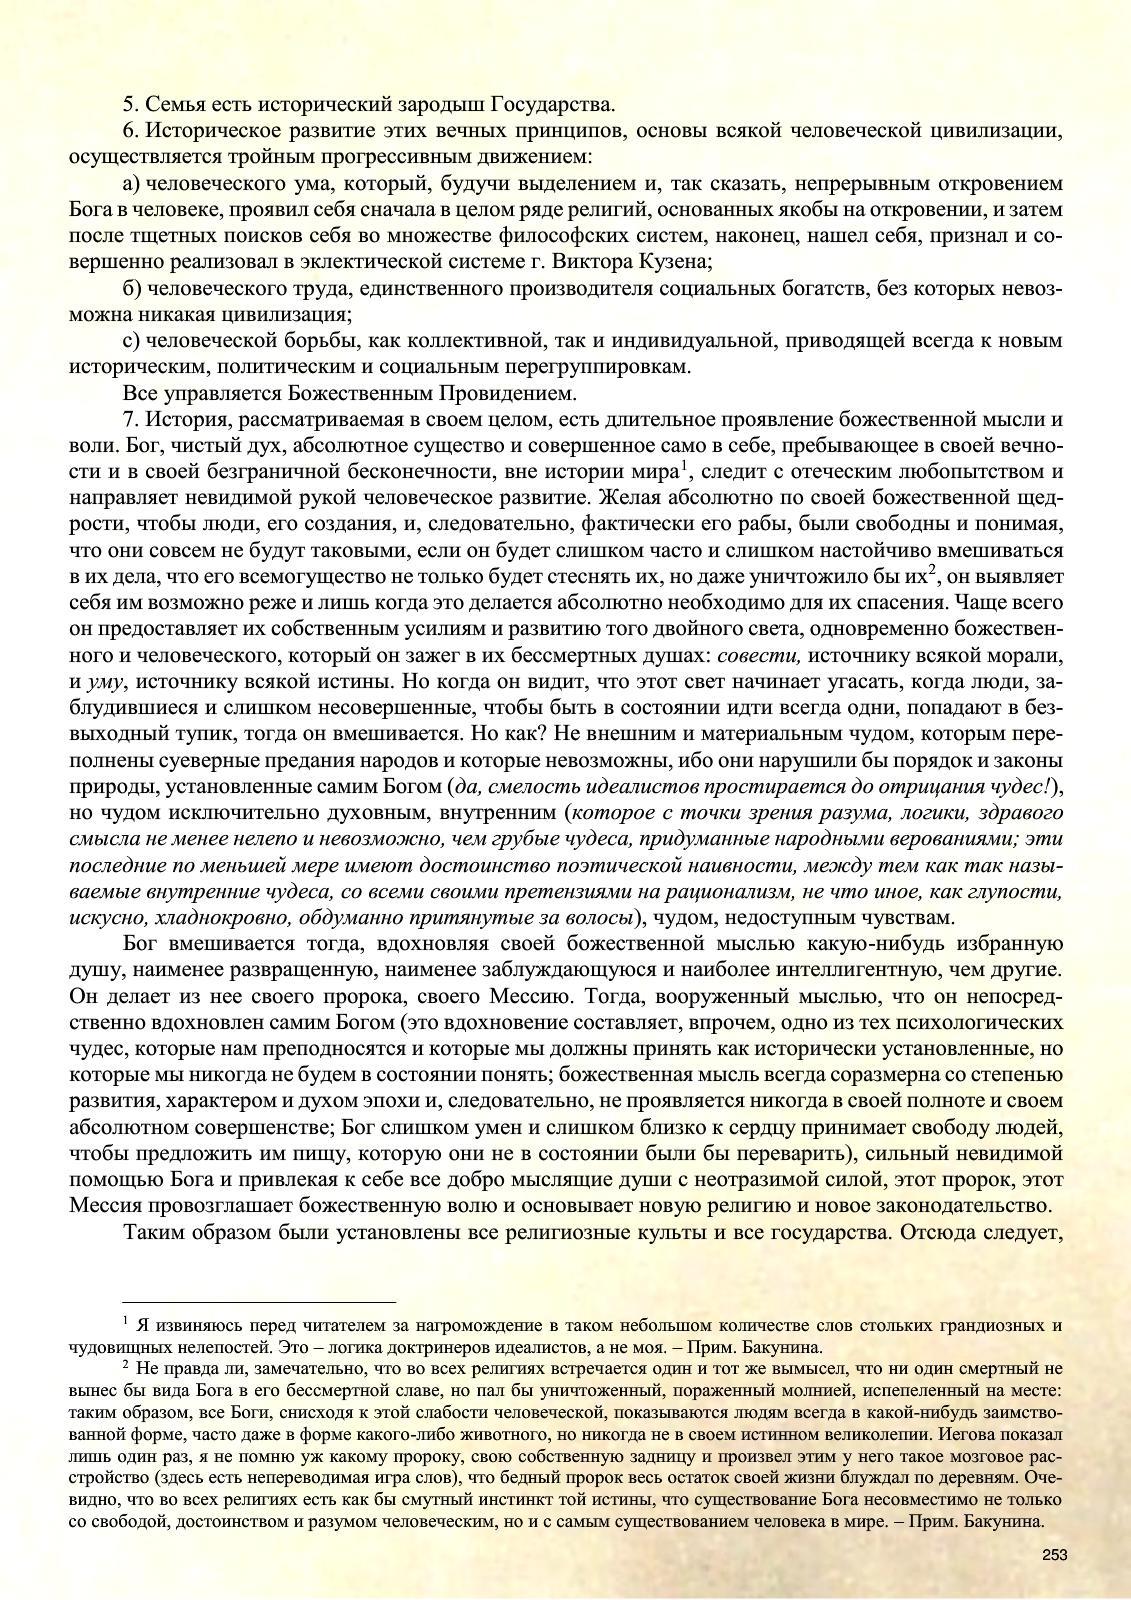 5. Семья есть исторический зародыш Государства.
6. Историческое развитие этих вечных принципов, основы всякой человеческой цивилизации,
осуществляется тройным прогрессивным движением:
а) человеческого ума, который, будучи выделением и, так сказать, непрерывным откровением
Бога в человеке, проявил себя сначала в целом ряде религий, основанных якобы на откровении, и затем
после тщетных поисков себя во множестве философских систем, наконец, нашел себя, признал и со-
вершенно реализовал в эклектической системе г. Виктора Кузена;
б) человеческого труда, единственного производителя социальных богатств, без которых невоз-
можна никакая цивилизация;
с) человеческой борьбы, как коллективной, так и индивидуальной, приводящей всегда к новым
историческим, политическим и социальным перегруппировкам.
Все управляется Божественным Провидением.
7. История, рассматриваемая в своем целом, есть длительное проявление божественной мысли и
воли. Бог, чистый дух, абсолютное существо и совершенное само в себе, пребывающее в своей вечно-
сти и в своей безграничной бесконечности, вне истории мира¹, следит с отеческим любопытством и
направляет невидимой рукой человеческое развитие. Желая абсолютно по своей божественной щед-
рости, чтобы люди, его создания, и, следовательно, фактически его рабы, были свободны и понимая,
что они совсем не будут таковыми, если он будет слишком часто и слишком настойчиво вмешиваться
в их дела, что его всемогущество не только будет стеснять их, но даже уничтожило бы их², он выявляет
себя им возможно реже и лишь когда это делается абсолютно необходимо для их спасения. Чаще всего
он предоставляет их собственным усилиям и развитию того двойного света, одновременно божествен-
ного и человеческого, который он зажег в их бессмертных душах: совести, источнику всякой морали,
и уму, источнику всякой истины. Но когда он видит, что этот свет начинает угасать, когда люди, за-
блудившиеся и слишком несовершенные, чтобы быть в состоянии идти всегда одни, попадают в без-
выходный тупик, тогда он вмешивается. Но как? Не внешним и материальным чудом, которым пере-
полнены суеверные предания народов и которые невозможны, ибо они нарушили бы порядок и законы
природы, установленные самим Богом (да, смелость идеалистов простирается до отрицания чудес!),
но чудом исключительно духовным, внутренним (которое с точки зрения разума, логики, здравого
смысла не менее нелепо и невозможно, чем грубые чудеса, придуманные народными верованиями; эти
последние по меньшей мере имеют достоинство поэтической наивности, между тем как так назы-
ваемые внутренние чудеса, со всеми своими претензиями на рационализм, не что иное, как глупости,
искусно, хладнокровно, обдуманно притянутые за волосы), чудом, недоступным чувствам.
Бог вмешивается тогда, вдохновляя своей божественной мыслью какую-нибудь избранную
душу, наименее развращенную, наименее заблуждающуюся и наиболее интеллигентную, чем другие.
Он делает из нее своего пророка, своего Мессию. Тогда, вооруженный мыслью, что он непосред-
ственно вдохновлен самим Богом (это вдохновение составляет, впрочем, одно из тех психологических
чудес, которые нам преподносятся и которые мы должны принять как исторически установленные, но
которые мы никогда не будем в состоянии понять; божественная мысль всегда соразмерна со степенью
развития, характером и духом эпохи и, следовательно, не проявляется никогда в своей полноте и своем
абсолютном совершенстве; Бог слишком умен и слишком близко к сердцу принимает свободу людей,
чтобы предложить им пищу, которую они не в состоянии были бы переварить), сильный невидимой
помощью Бога и привлекая к себе все добро мыслящие души с неотразимой силой, этот пророк, этот
Мессия провозглашает божественную волю и основывает новую религию и новое законодательство.
Таким образом были установлены все религиозные культы и все государства. Отсюда следует,
¹ Я извиняюсь перед читателем за нагромождение в таком небольшом количестве слов стольких грандиозных и
чудовищных нелепостей. Это – логика доктринеров идеалистов, а не моя. – Прим. Бакунина.
² Не правда ли, замечательно, что во всех религиях встречается один и тот же вымысел, что ни один смертный не
вынес бы вида Бога в его бессмертной славе, но пал бы уничтоженный, пораженный молнией, испепеленный на месте:
таким образом, все Боги, снисходя к этой слабости человеческой, показываются людям всегда в какой-нибудь заимство-
ванной форме, часто даже в форме какого-либо животного, но никогда не в своем истинном великолепии. Иегова показал
лишь один раз, я не помню уж какому пророку, свою собственную задницу и произвел этим у него такое мозговое рас-
стройство (здесь есть непереводимая игра слов), что бедный пророк весь остаток своей жизни блуждал по деревням. Оче-
видно, что во всех религиях есть как бы смутный инстинкт той истины, что существование Бога несовместимо не только
со свободой, достоинством и разумом человеческим, но и с самым существованием человека в мире. – Прим. Бакунина.
253